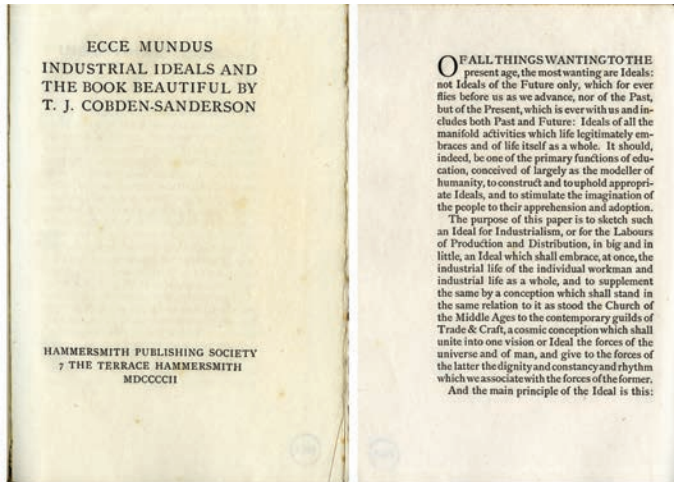 ECCE MUNDUS
INDUSTRIAL IDEALS AND
THE BOOK BEAUTIFUL BY
T. J. COBDEN-SANDERSON
HAMMERSMITH PUBLISHING SOCIETY
7 THE TERRACE HAMMERSMITH
MDCCCCII
OF ALL THINGS WANTING TO THE
present age, the most wanting are Ideals:
not Ideals of the Future only, which for ever
flies before us as we advance, nor of the Past,
but of the Present, which is ever with us and in-
cludes both Past and Future: Ideals of all the
manifold activities which life legitimately em-
braces and of life itself as a whole. It should,
indeed, be one of the primary functions of edu-
cation, conceived of largely as the modeller of
humanity, to construct and to uphold appropri-
ate Ideals, and to stimulate the imagination of
the people to their apprehension and adoption.
The purpose of this paper is to sketch such
an Ideal for Industrialism, or for the Labours
of Production and Distribution, in big and in
little, an Ideal which shall embrace, at once, the
industrial life of the individual workman and
industrial life as a whole, and to supplement
the same by a conception which shall stand in
the same relation to it as stood the Church of
the Middle Ages to the contemporary guilds of
Trade & Craft, a cosmic conception which shall
unite into one vision or Ideal the forces of the
universe and of man, and give to the forces of
the latter the dignity and constancy and rhythm
which we associate with the forces of the former.
And the main principle of the Ideal is this: